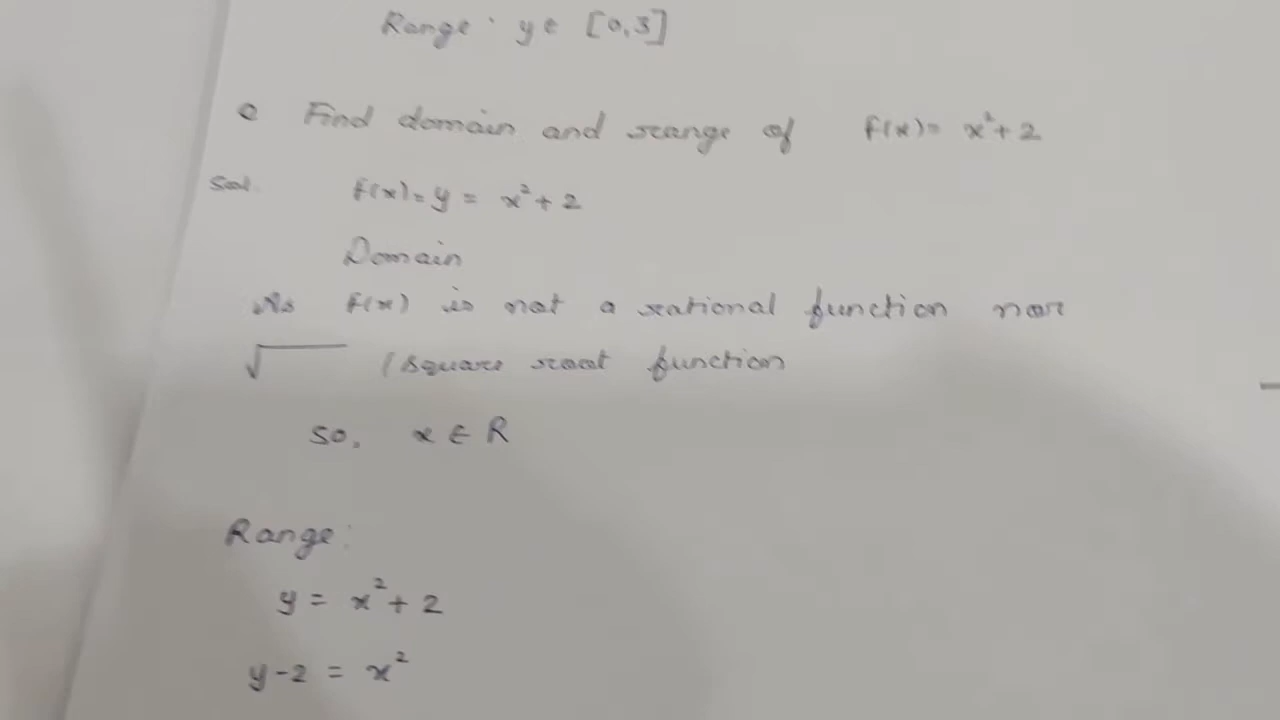 Range : y ∈ [0,3]
Q Find domain and range of f(x) = x²+2
Sol. f(x) = y = x²+2
Domain
As f(x) is not a rational function nor
√ (square root function
so, x ∈ R
Range:
y = x²+2
y-2 = x²